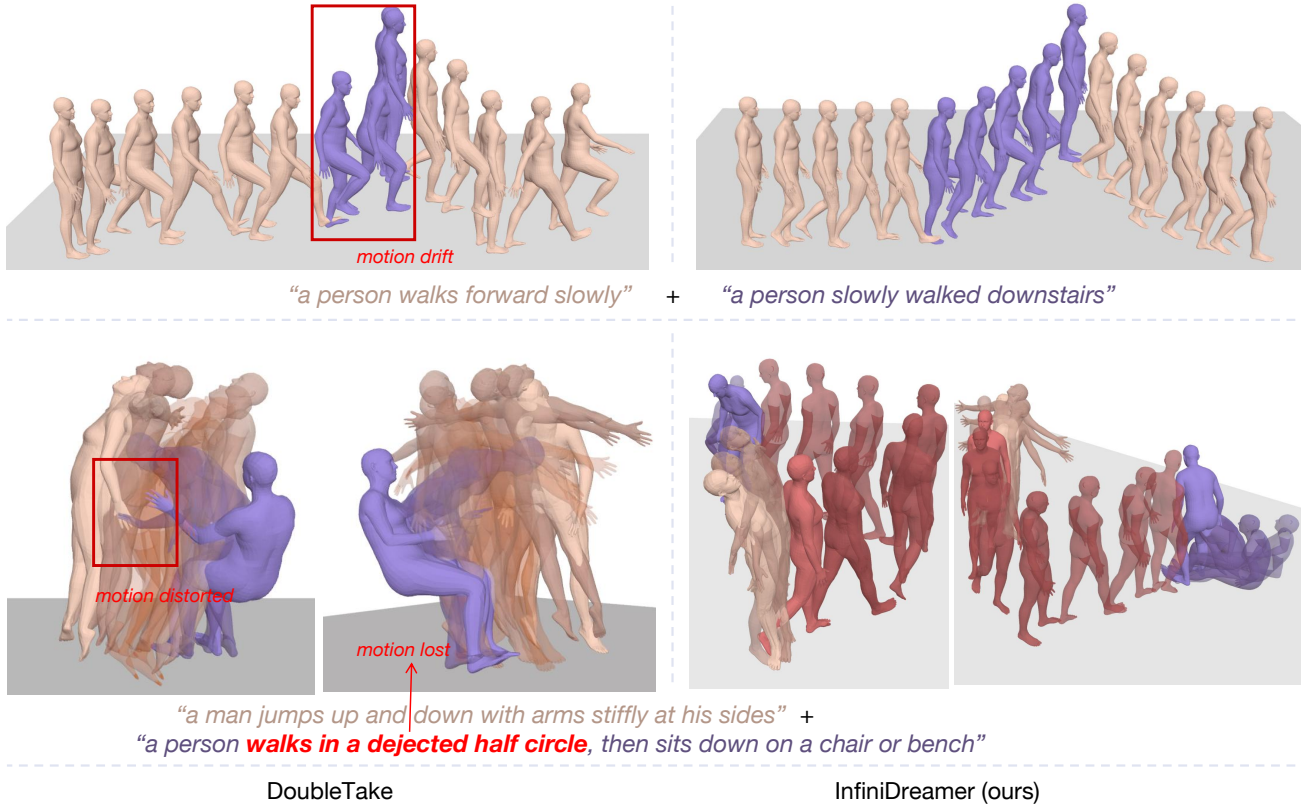 motion drift
“a person walks forward slowly” + “a person slowly walked downstairs”
motion distorted
motion lost
“a man jumps up and down with arms stiffly at his sides” +
“a person walks in a dejected half circle, then sits down on a chair or bench”
DoubleTake InfiniDreamer (ours)